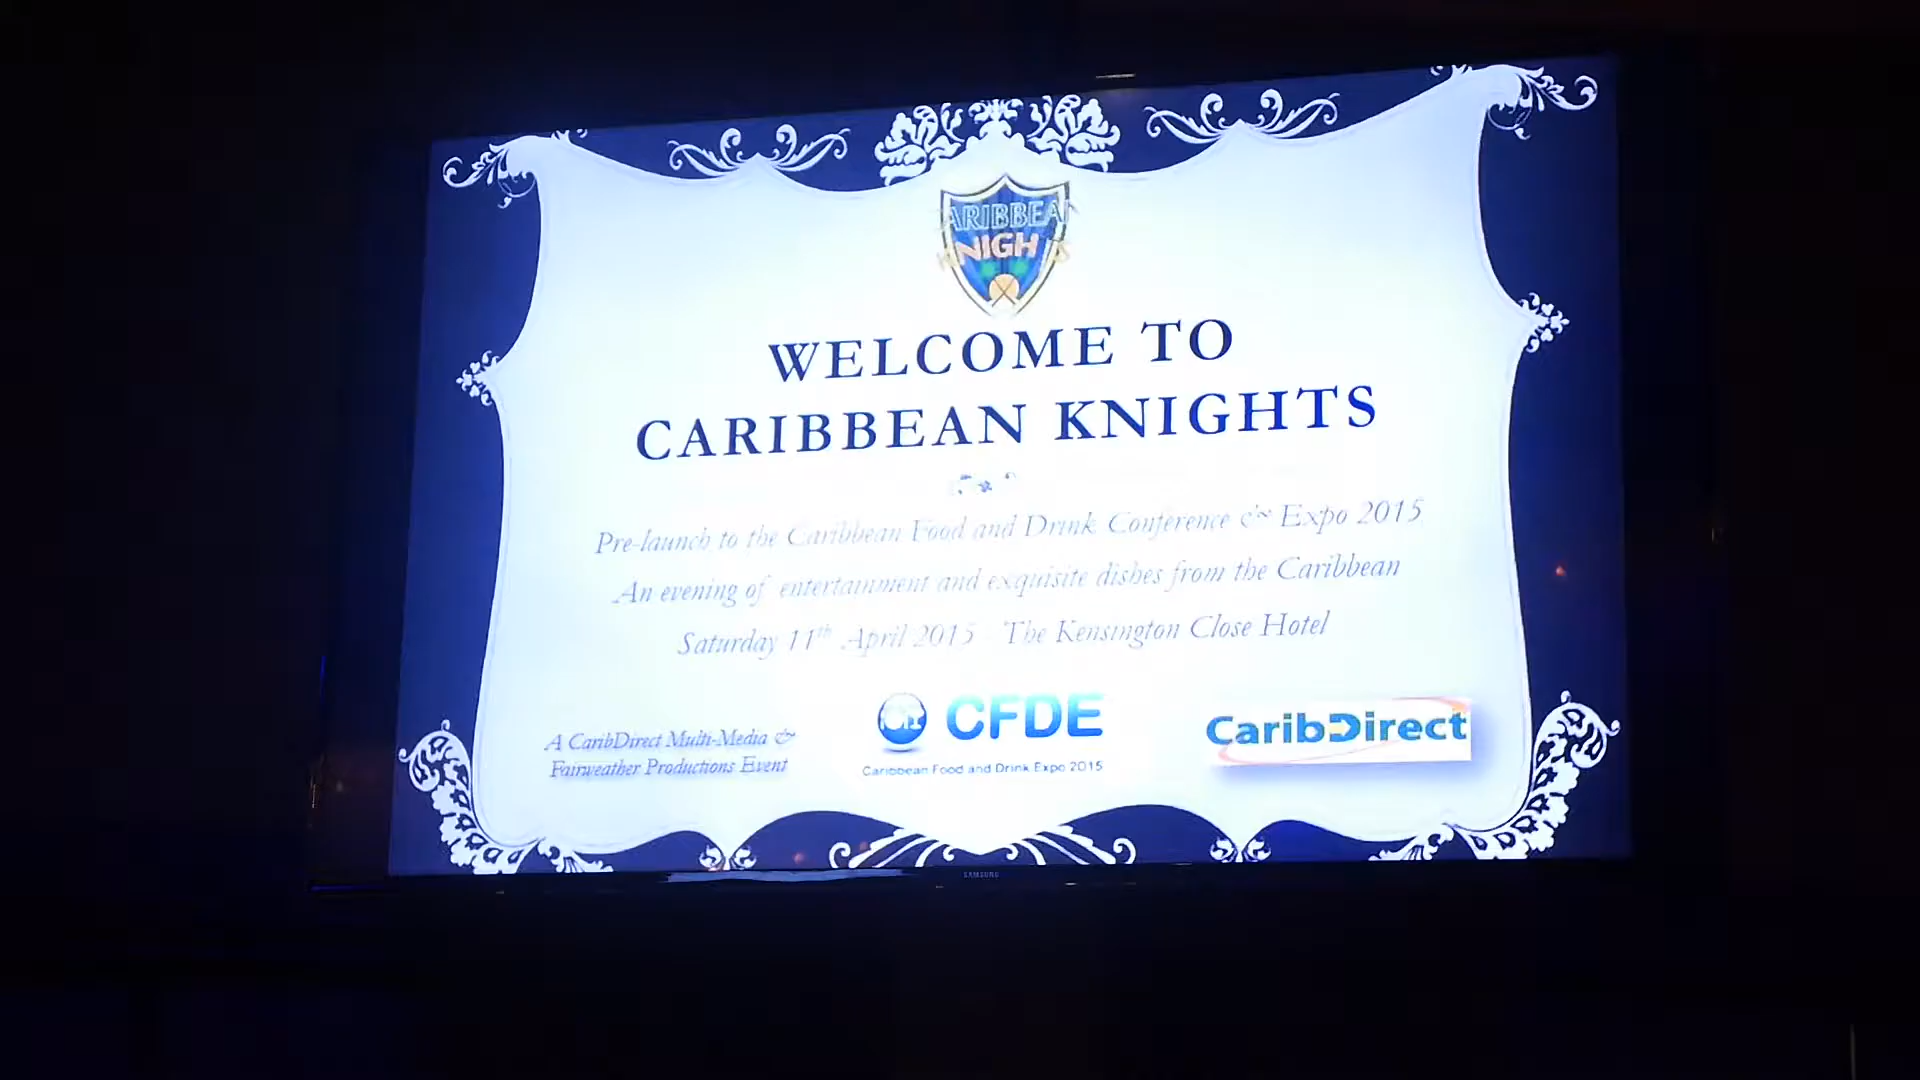 ARIBBEAN
KNIGHTS
WELCOME TO
CARIBBEAN KNIGHTS
Pre-launch to the Caribbean Food and Drink Conference & Expo 2015
An evening of entertainment and exquisite dishes from the Caribbean
Saturday 11th April 2015 The Kensington Close Hotel
A CaribDirect Multi-Media &
Fairweather Productions Event
CFDE
Caribbean Food and Drink Expo 2015
CaribDirect
SAMSUNG